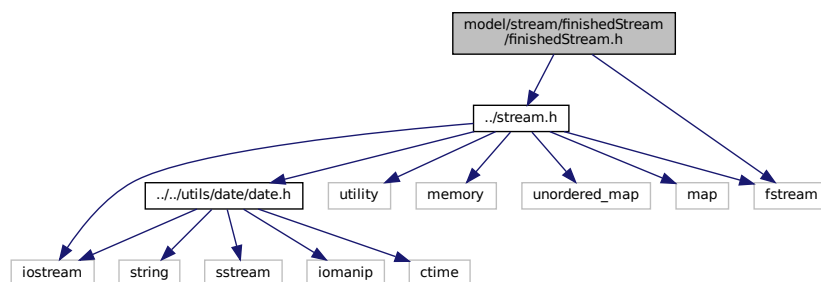 model/stream/finishedStream
/finishedStream.h
../stream.h
../../utils/date/date.h
utility
memory
unordered_map
map
fstream
iostream
string
sstream
iomanip
ctime